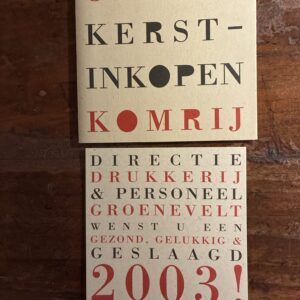 KERST-
INKOPEN
KOMRIJ
DIRECTIE
DRUKKERIJ
& PERSONEEL
GROENEVELT
WENST U EEN
GEZOND, GELUKKIG &
GESLAAGD
2003!